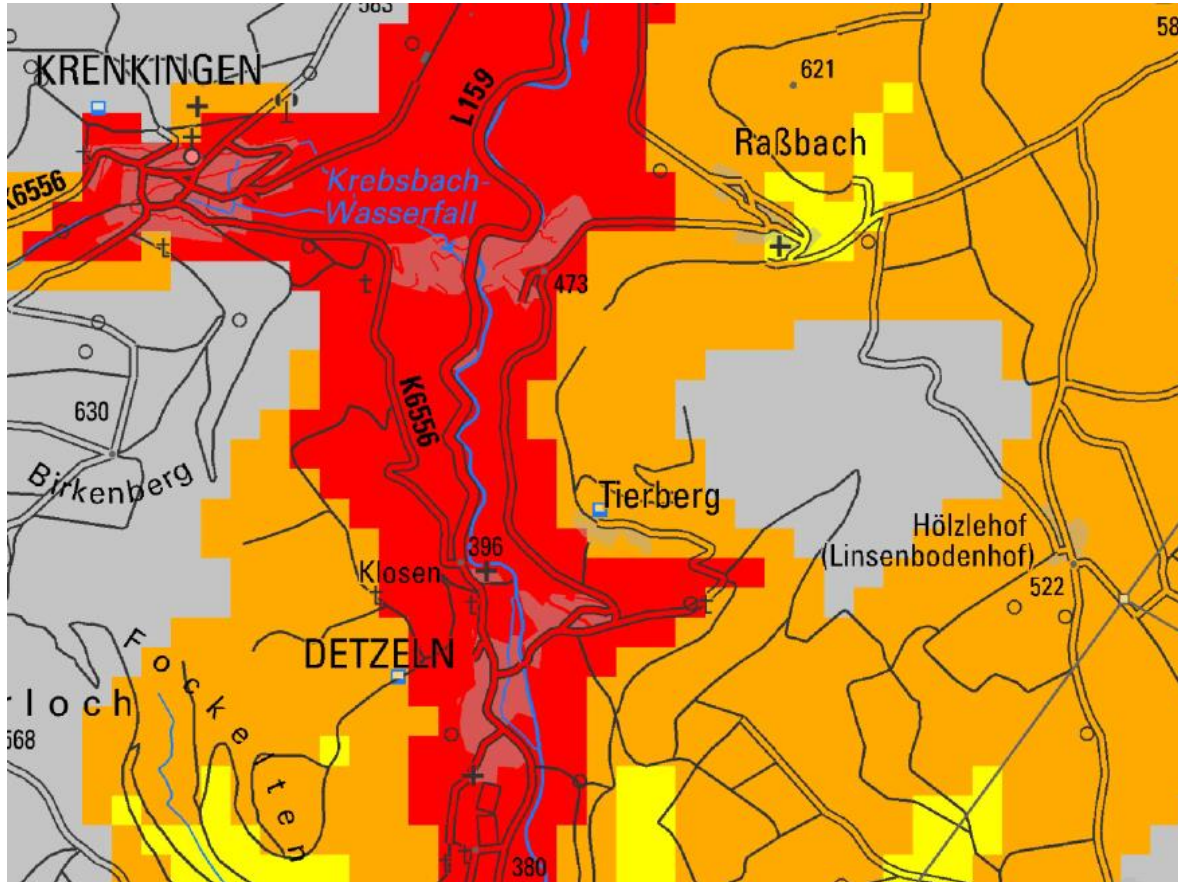 583
58
KRENKINGEN
L159
621
Raßbach
K6556
Krebsbach-
Wasserfall
473
630
K6556
Birkenberg
Tierberg
Hölzlehof
(Linsenbodenhof)
396
Klosen
522
DETZELN
Fockenten
rloch
568
380